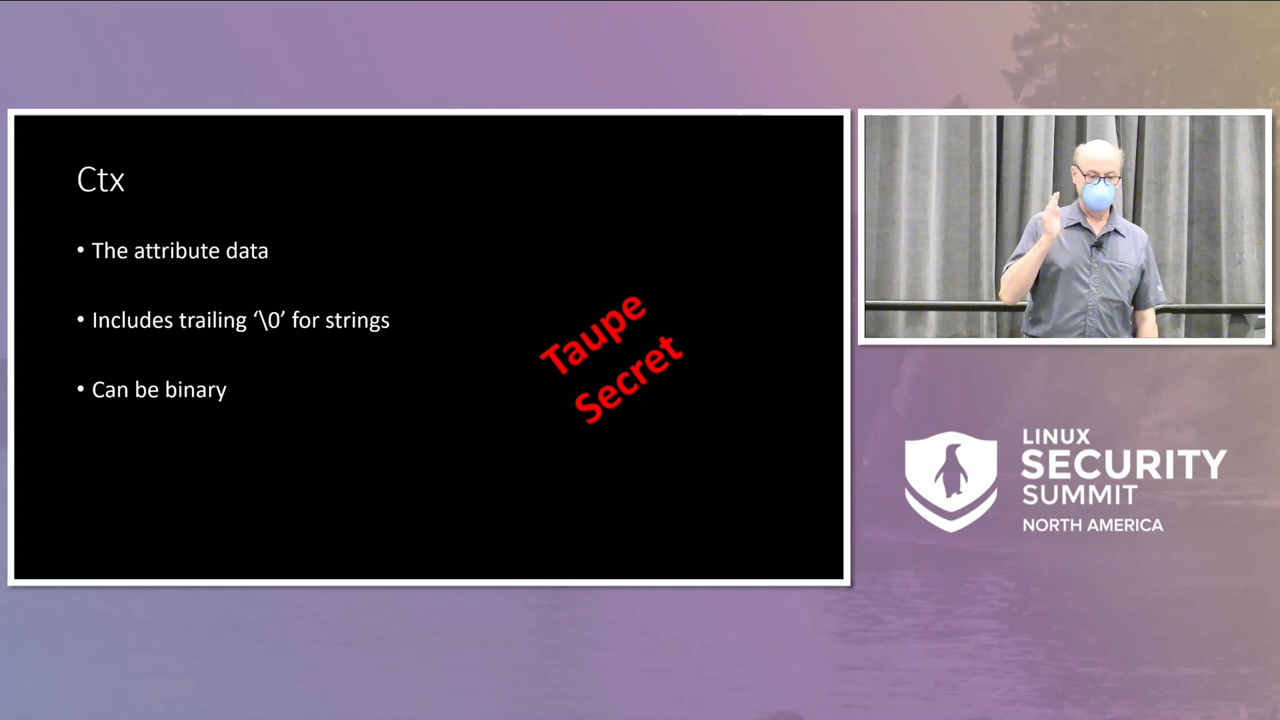 Ctx
• The attribute data
• Includes trailing ‘\0’ for strings
• Can be binary
Taupe
Secret
LINUX
SECURITY
SUMMIT
NORTH AMERICA